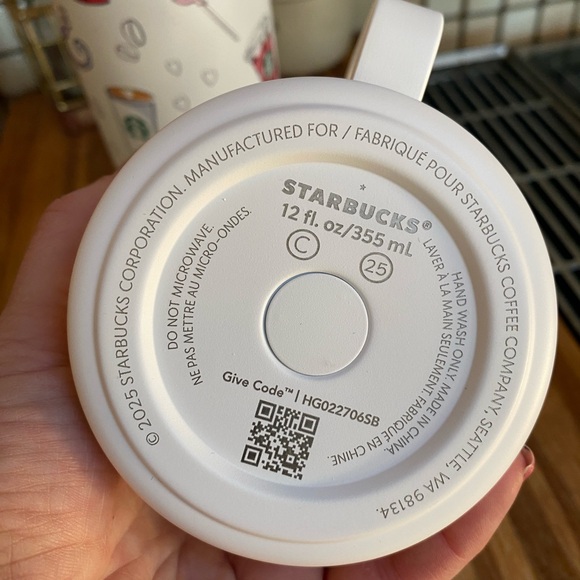 © 2025 STARBUCKS CORPORATION. MANUFACTURED FOR / FABRIQUÉ POUR STARBUCKS COFFEE COMPANY, SEATTLE, WA 98134.
STARBUCKS®
12 fl. oz/355 mL
C
25
DO NOT MICROWAVE
NE PAS METTRE AU MICRO-ONDES.
HAND WASH ONLY. MADE IN CHINA.
LAVER À LA MAIN SEULEMENT FABRIQUÉ EN CHINE.
Give Code™ | HG022706SB